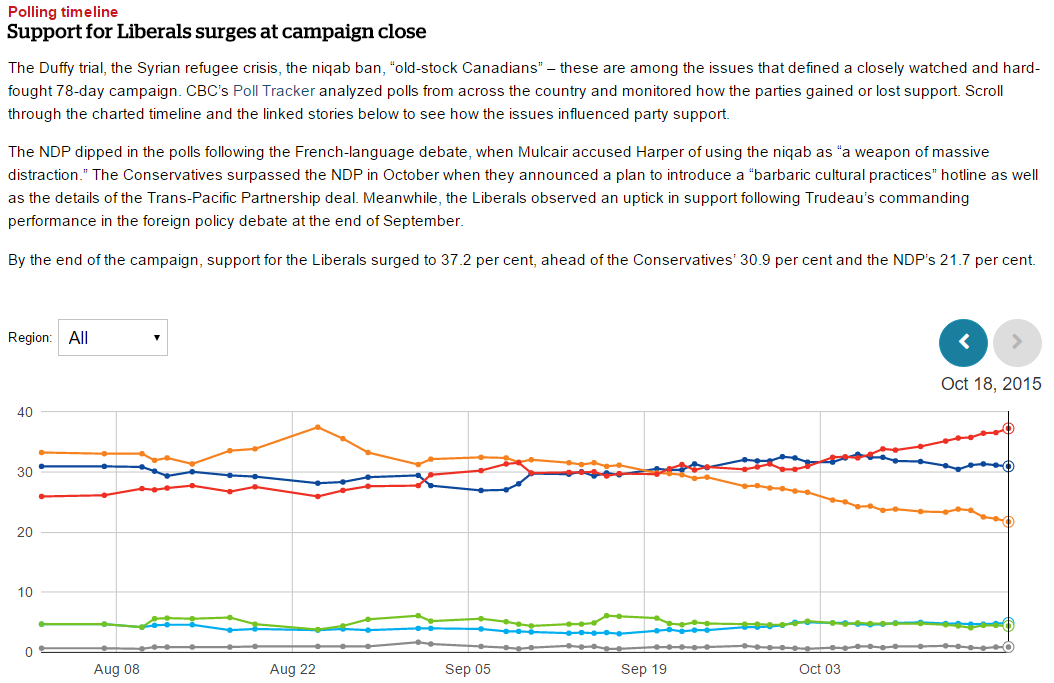 Polling timeline
Support for Liberals surges at campaign close
The Duffy trial, the Syrian refugee crisis, the niqab ban, “old-stock Canadians” – these are among the issues that defined a closely watched and hard-
fought 78-day campaign. CBC’s Poll Tracker analyzed polls from across the country and monitored how the parties gained or lost support. Scroll
through the charted timeline and the linked stories below to see how the issues influenced party support.
The NDP dipped in the polls following the French-language debate, when Mulcair accused Harper of using the niqab as “a weapon of massive
distraction.” The Conservatives surpassed the NDP in October when they announced a plan to introduce a “barbaric cultural practices” hotline as well
as the details of the Trans-Pacific Partnership deal. Meanwhile, the Liberals observed an uptick in support following Trudeau’s commanding
performance in the foreign policy debate at the end of September.
By the end of the campaign, support for the Liberals surged to 37.2 per cent, ahead of the Conservatives’ 30.9 per cent and the NDP’s 21.7 per cent.
Region: All
Oct 18, 2015
40
30
20
10
0
Aug 08 Aug 22 Sep 05 Sep 19 Oct 03